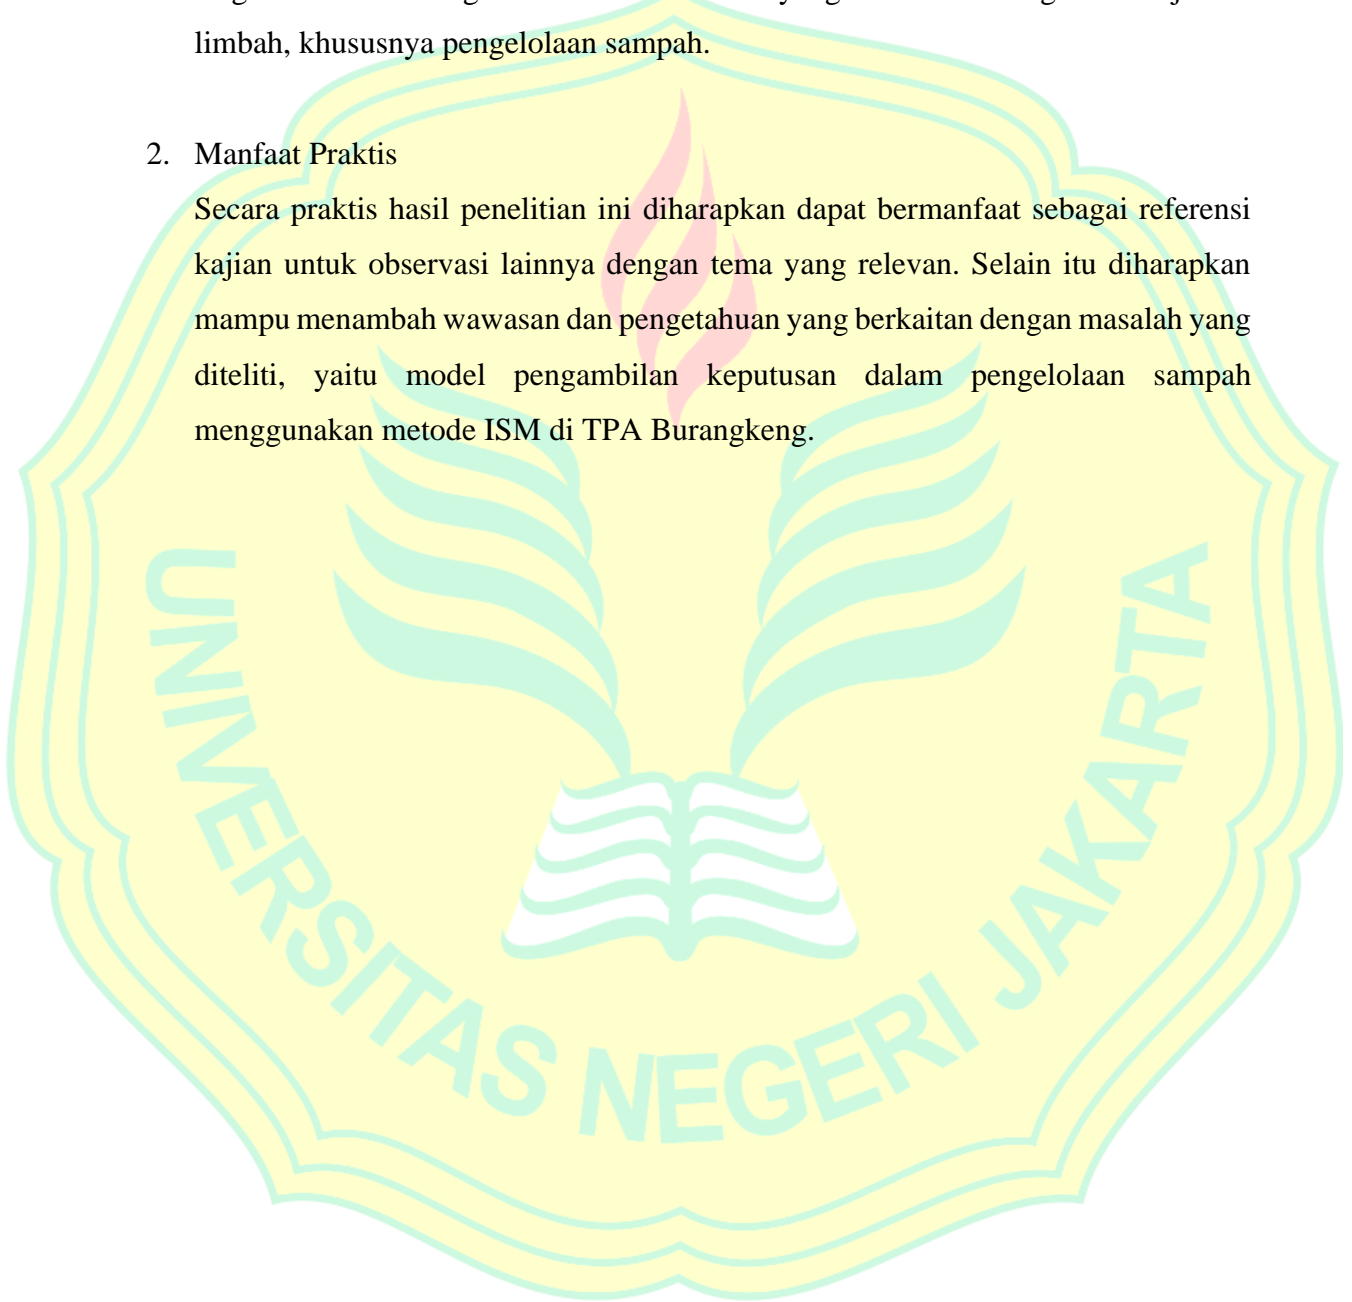 limbah, khususnya pengelolaan sampah.
2. Manfaat Praktis
Secara praktis hasil penelitian ini diharapkan dapat bermanfaat sebagai referensi
kajian untuk observasi lainnya dengan tema yang relevan. Selain itu diharapkan
mampu menambah wawasan dan pengetahuan yang berkaitan dengan masalah yang
diteliti, yaitu model pengambilan keputusan dalam pengelolaan sampah
menggunakan metode ISM di TPA Burangkeng.
UNIVERSITAS NEGERI JAKARTA